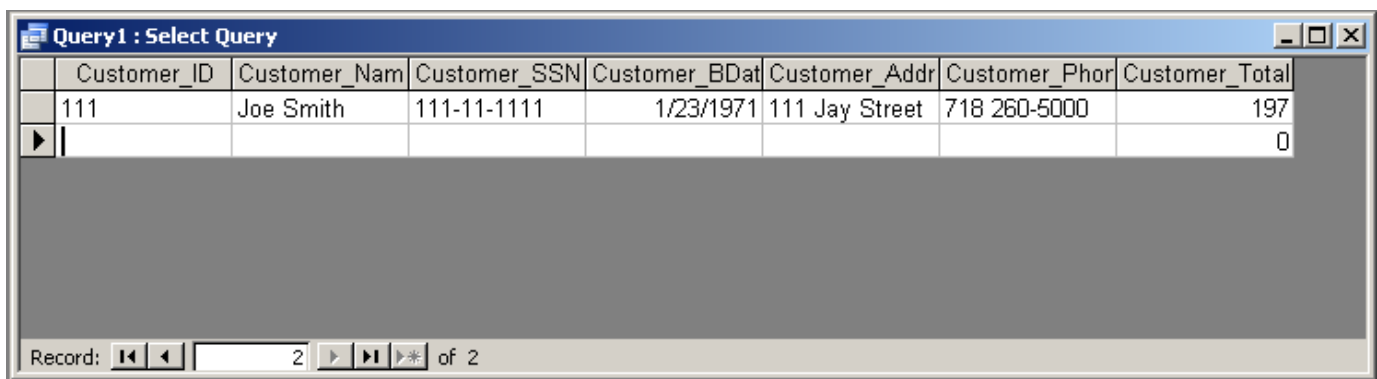 Query1 : Select Query
Customer_ID Customer_Nam Customer_SSN Customer_BDat Customer_Addr Customer_Phor Customer_Total
111 Joe Smith 111-11-1111 1/23/1971 111 Jay Street 718 260-5000 197
0
Record: 2 of 2